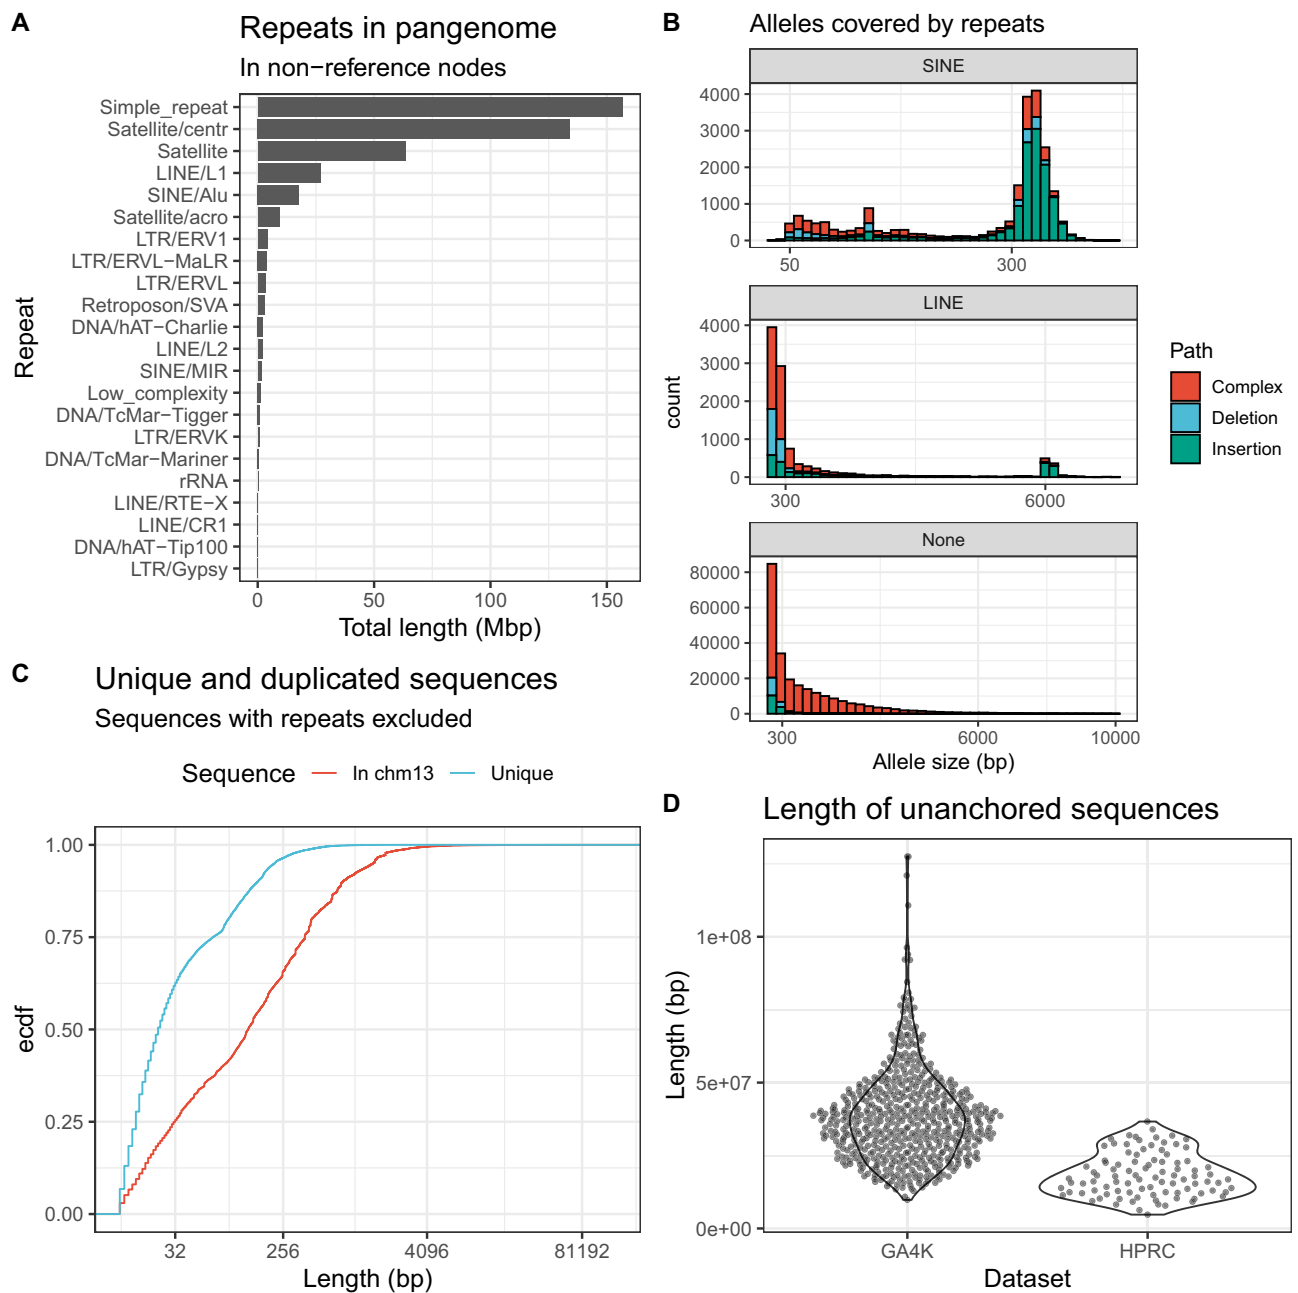 A
Repeats in pangenome
In non−reference nodes
Repeat
Simple_repeat
Satellite/centr
Satellite
LINE/L1
SINE/Alu
Satellite/acro
LTR/ERV1
LTR/ERVL−MaLR
LTR/ERVL
Retroposon/SVA
DNA/hAT−Charlie
LINE/L2
SINE/MIR
Low_complexity
DNA/TcMar−Tigger
LTR/ERVK
DNA/TcMar−Mariner
rRNA
LINE/RTE−X
LINE/CR1
DNA/hAT−Tip100
LTR/Gypsy
0 50 100 150
Total length (Mbp)
B
Alleles covered by repeats
SINE
4000
3000
2000
1000
0
50 300
LINE
4000
3000
2000
1000
0
300 6000
count
None
80000
60000
40000
20000
0
300 6000 10000
Allele size (bp)
Path
Complex
Deletion
Insertion
C
Unique and duplicated sequences
Sequences with repeats excluded
Sequence In chm13 Unique
ecdf
1.00
0.75
0.50
0.25
0.00
32 256 4096 81192
Length (bp)
D
Length of unanchored sequences
Length (bp)
1e+08
5e+07
0e+00
GA4K HPRC
Dataset